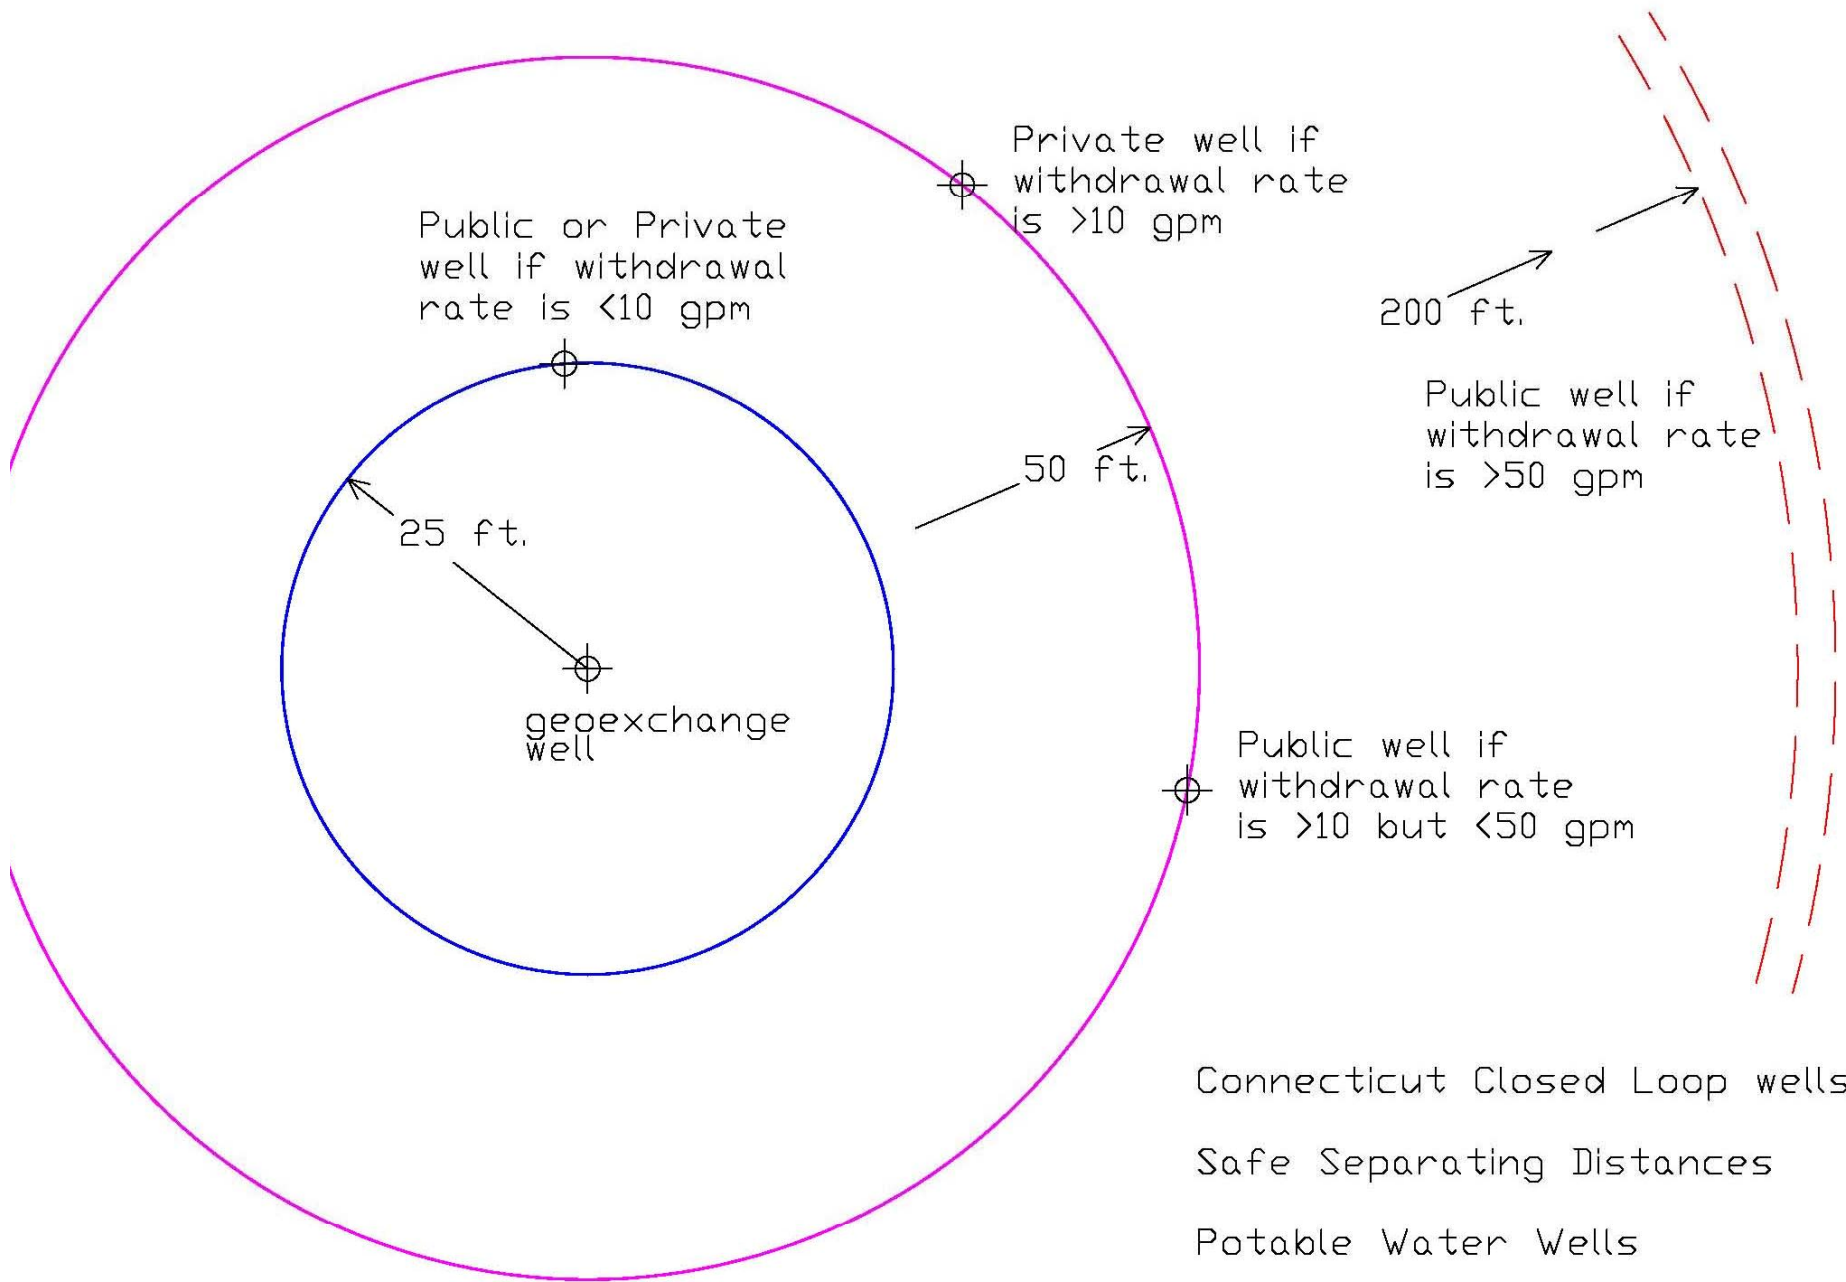 Private well if
withdrawal rate
is >10 gpm
Public or Private
well if withdrawal
rate is <10 gpm
200 ft.
Public well if
withdrawal rate
is >50 gpm
50 ft.
25 ft.
geoexchange
well
Public well if
withdrawal rate
is >10 but <50 gpm
Connecticut Closed Loop wells
Safe Separating Distances
Potable Water Wells